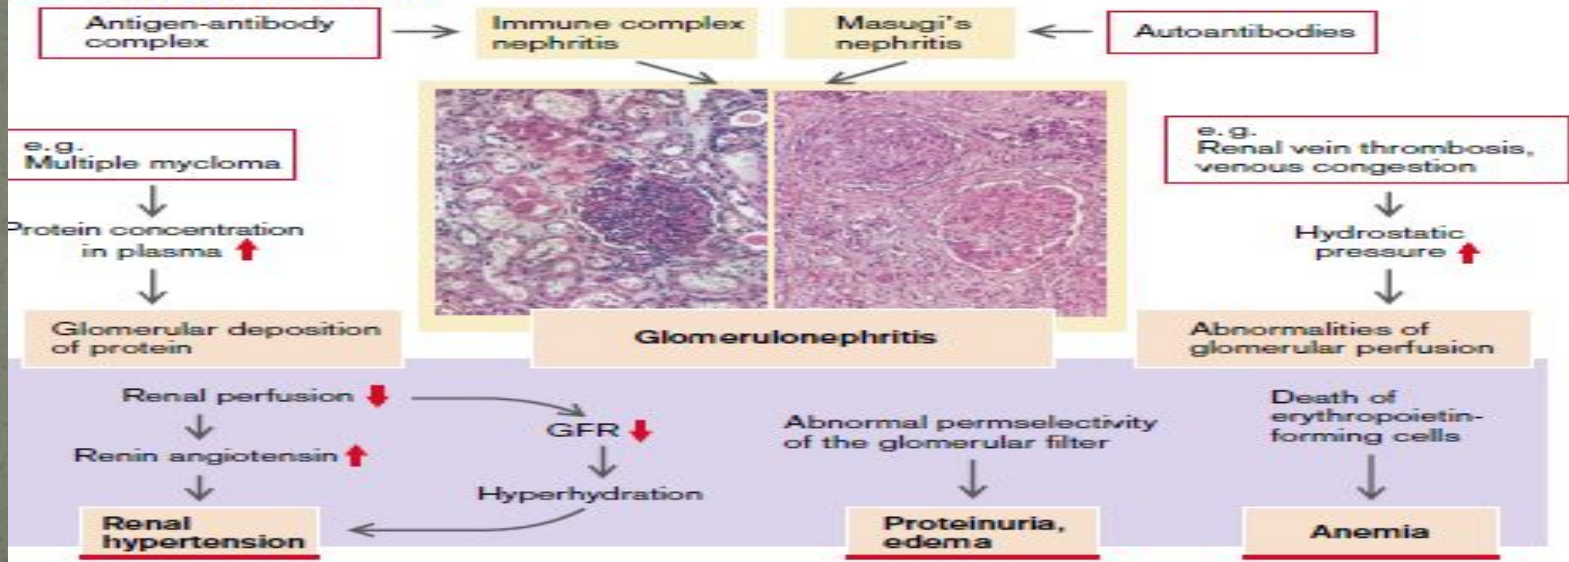 Antigen-antibody
complex
Immune complex
nephritis
Masugi's
nephritis
Autoantibodies
e.g.
Multiple mycloma
Protein concentration
in plasma
Glomerular deposition
of protein
e.g.
Renal vein thrombosis,
venous congestion
Hydrostatic
pressure
Glomerulonephritis
Abnormalities of
glomerular perfusion
Renal perfusion
GFR
Renin angiotensin
Hyperhydration
Renal
hypertension
Abnormal permselectivity
of the glomerular filter
Proteinuria,
edema
Death of
erythropoietin-
forming cells
Anemia